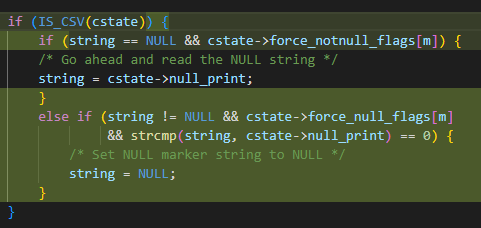 if (IS_CSV(cstate)) {
if (string == NULL && cstate->force_notnull_flags[m]) {
/* Go ahead and read the NULL string */
string = cstate->null_print;
}
else if (string != NULL && cstate->force_null_flags[m]
&& strcmp(string, cstate->null_print) == 0) {
/* Set NULL marker string to NULL */
string = NULL;
}
}